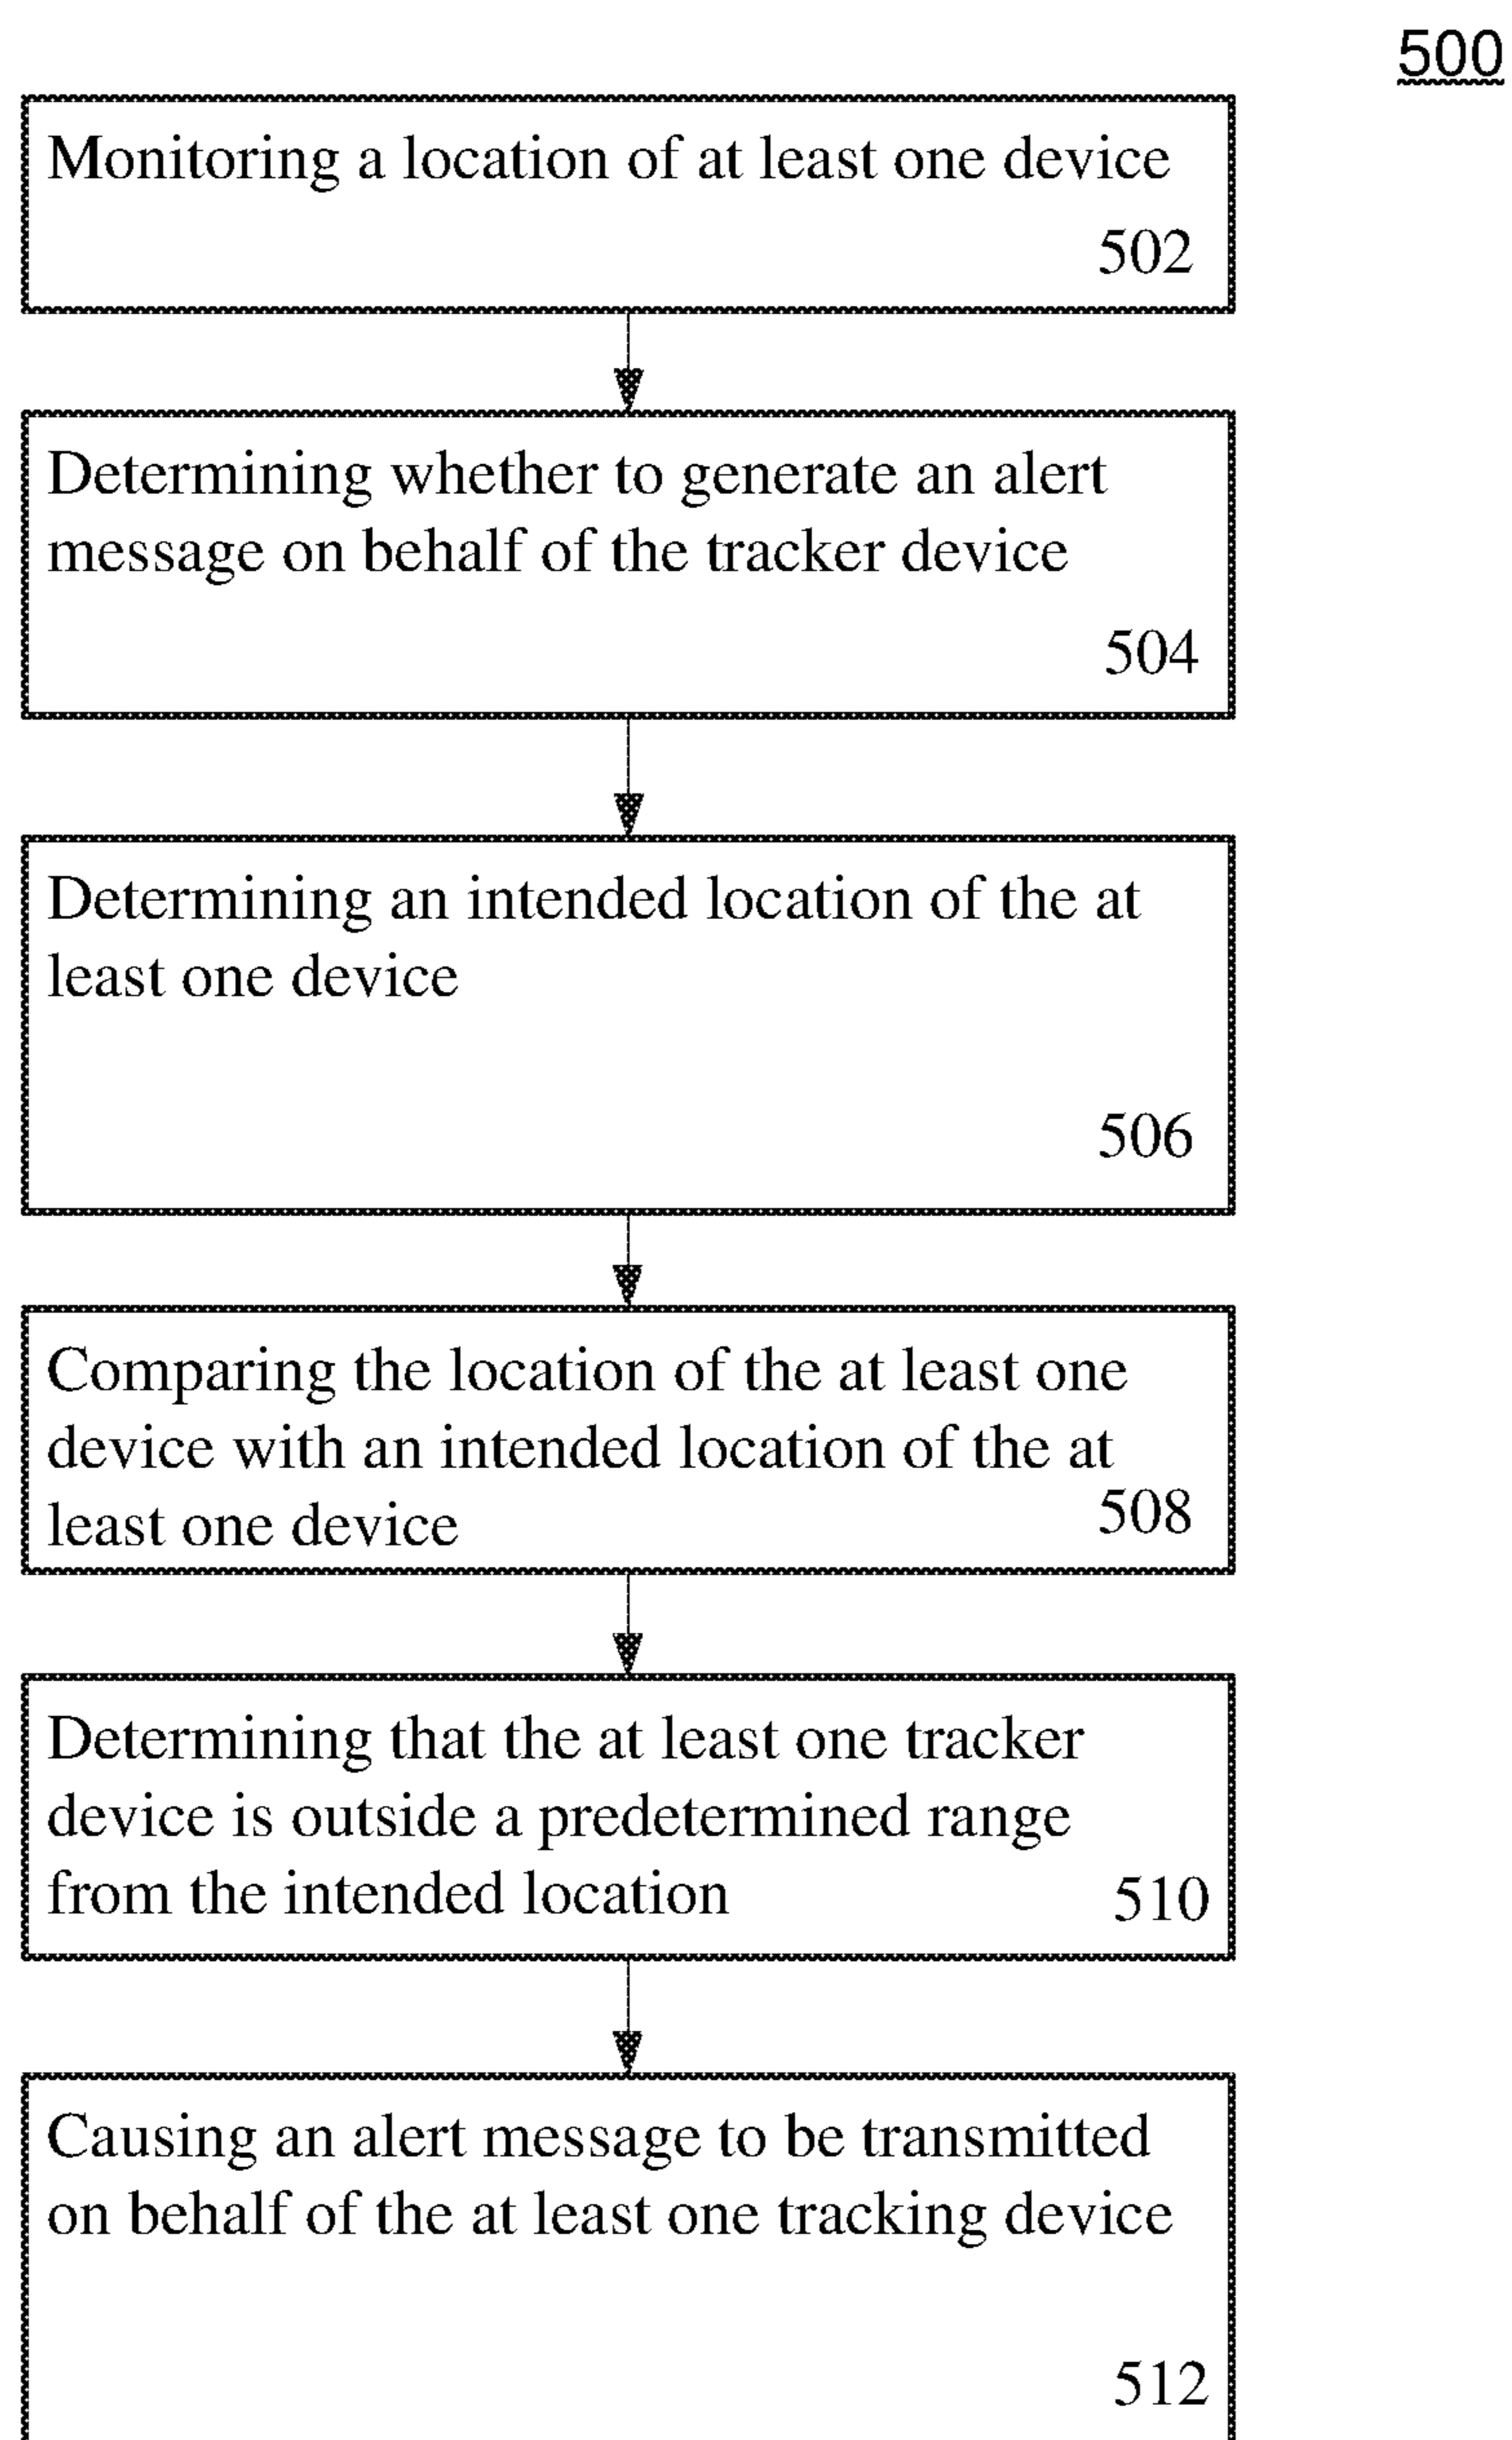 500
Monitoring a location of at least one device
502
Determining whether to generate an alert
message on behalf of the tracker device
504
Determining an intended location of the at
least one device
506
Comparing the location of the at least one
device with an intended location of the at
least one device
508
Determining that the at least one tracker
device is outside a predetermined range
from the intended location
510
Causing an alert message to be transmitted
on behalf of the at least one tracking device
512